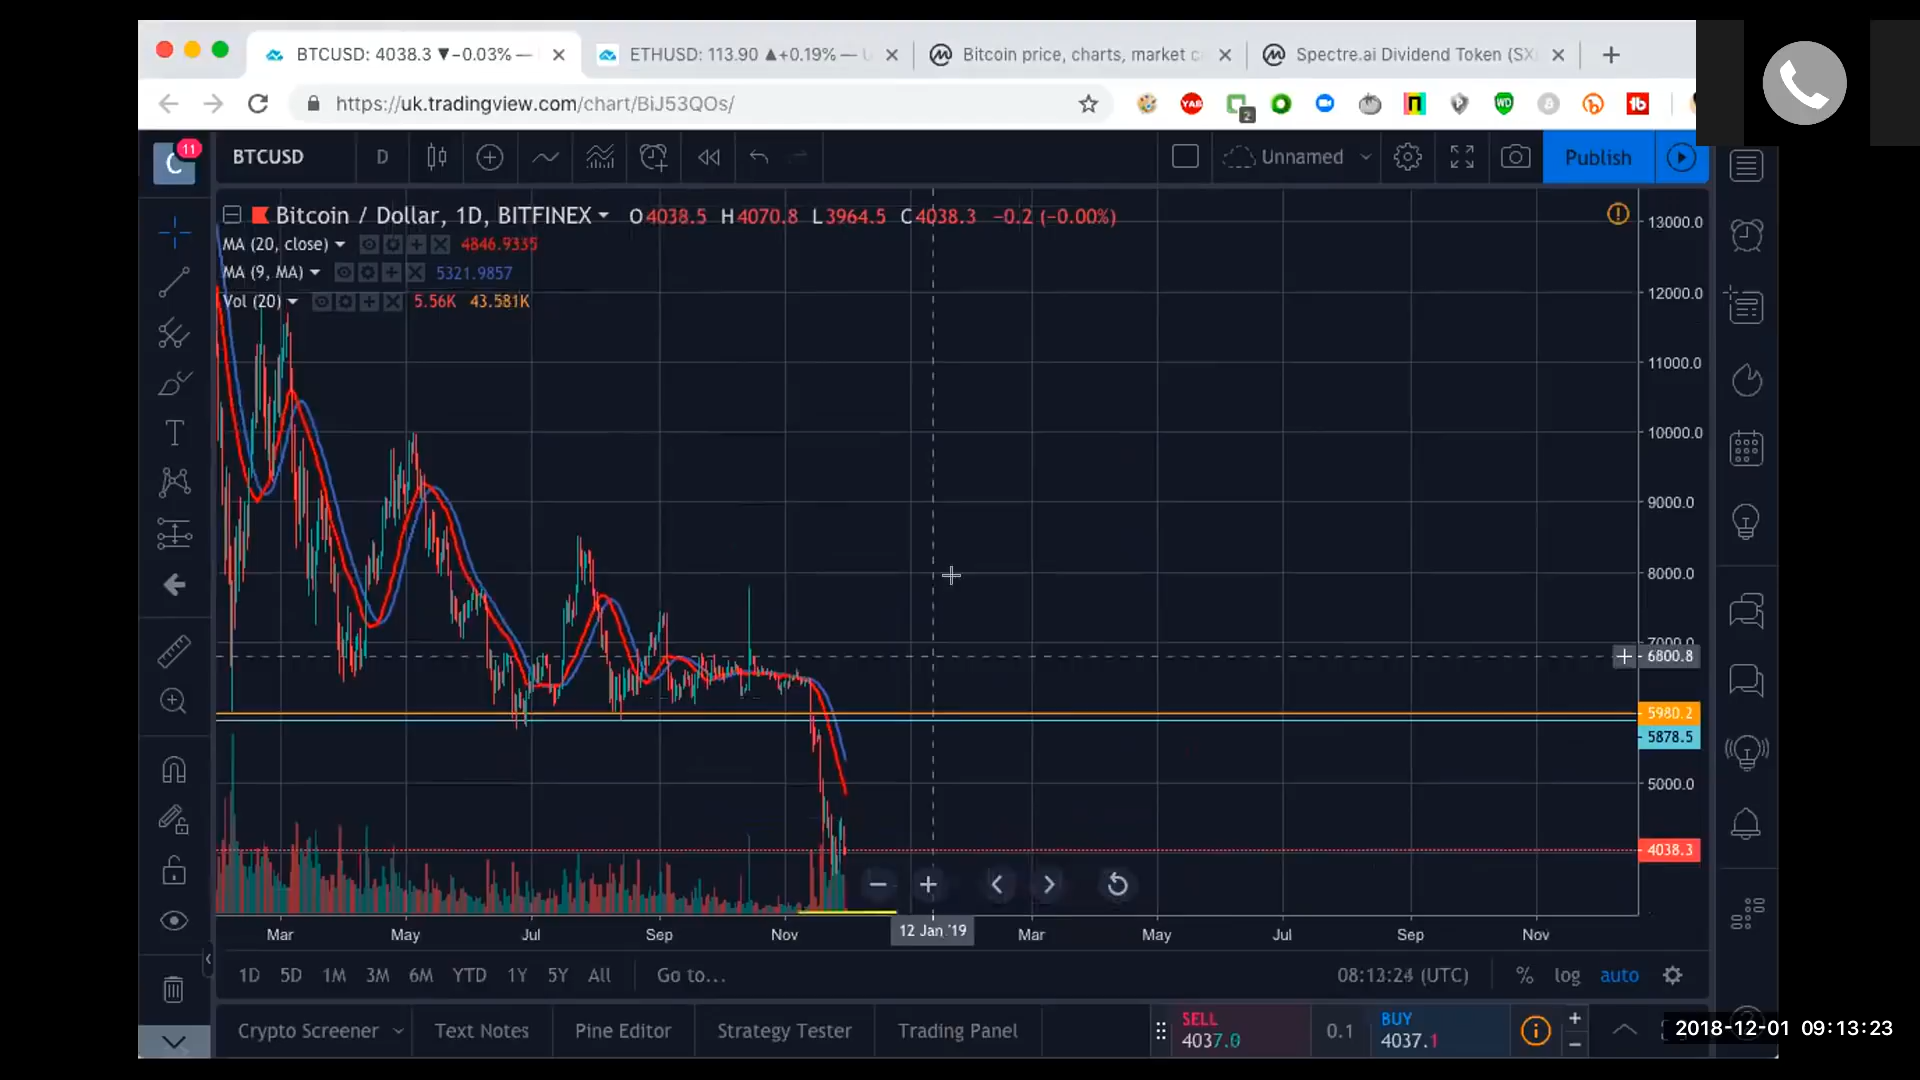 BTCUSD: 4038.3 ▼−0.03% —
ETHUSD: 113.90 ▲+0.19% — U
Bitcoin price, charts, market c
Spectre.ai Dividend Token (SX
https://uk.tradingview.com/chart/BiJ53QOs/
YAB
2
WD
C
11
BTCUSD
D
Unnamed
Publish
Bitcoin / Dollar, 1D, BITFINEX O4038.5 H4070.8 L3964.5 C4038.3 −0.2 (−0.00%)
MA (20, close) 4846.9335
MA (9, MA) 5321.9857
Vol (20) 5.56K 43.581K
13000.0
12000.0
11000.0
10000.0
9000.0
8000.0
7000.0
6800.8
5980.2
5878.5
5000.0
4038.3
Mar May Jul Sep Nov 12 Jan '19 Mar May Jul Sep Nov
1D 5D 1M 3M 6M YTD 1Y 5Y All Go to... 08:13:24 (UTC) % log auto
Crypto Screener Text Notes Pine Editor Strategy Tester Trading Panel
SELL
4037.0
0.1
BUY
4037.1
2018-12-01 09:13:23